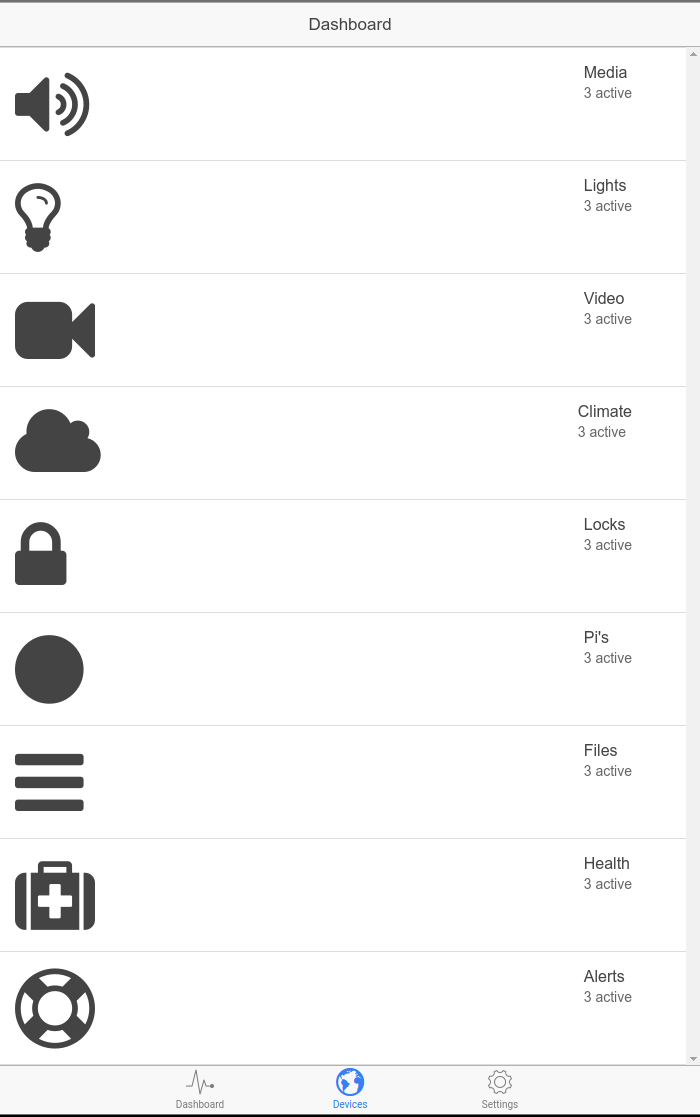 Dashboard
Media
3 active
Lights
3 active
Video
3 active
Climate
3 active
Locks
3 active
Pi's
3 active
Files
3 active
Health
3 active
Alerts
3 active
Dashboard
Devices
Settings